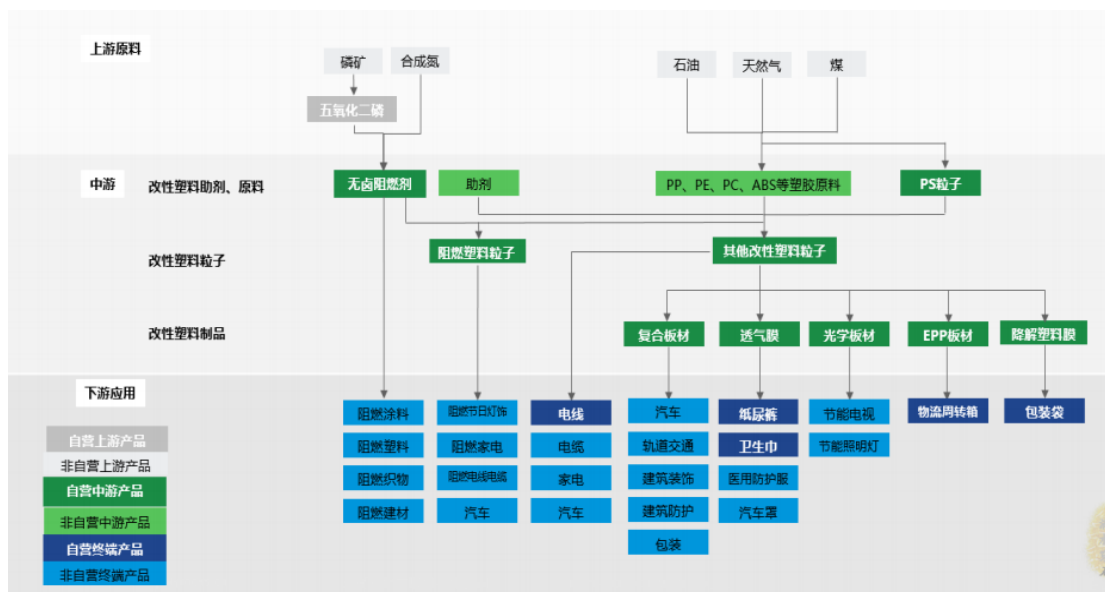 上游原料
磷矿
合成氮
石油
天然气
煤
五氧化二磷
中游
改性塑料助剂、原料
无卤阻燃剂
助剂
PP、PE、PC、ABS等塑胶原料
PS粒子
改性塑料粒子
阻燃塑料粒子
其他改性塑料粒子
改性塑料制品
复合板材
透气膜
光学板材
EPP板材
降解塑料膜
下游应用
阻燃涂料
阻燃节日灯饰
电线
汽车
纸尿裤
节能电视
物流周转箱
包装袋
阻燃塑料
阻燃家电
电缆
轨道交通
卫生巾
节能照明灯
阻燃织物
阻燃电线电缆
家电
建筑装饰
医用防护服
阻燃建材
汽车
汽车
建筑防护
汽车罩
包装
自营上游产品
非自营上游产品
自营中游产品
非自营中游产品
自营终端产品
非自营终端产品